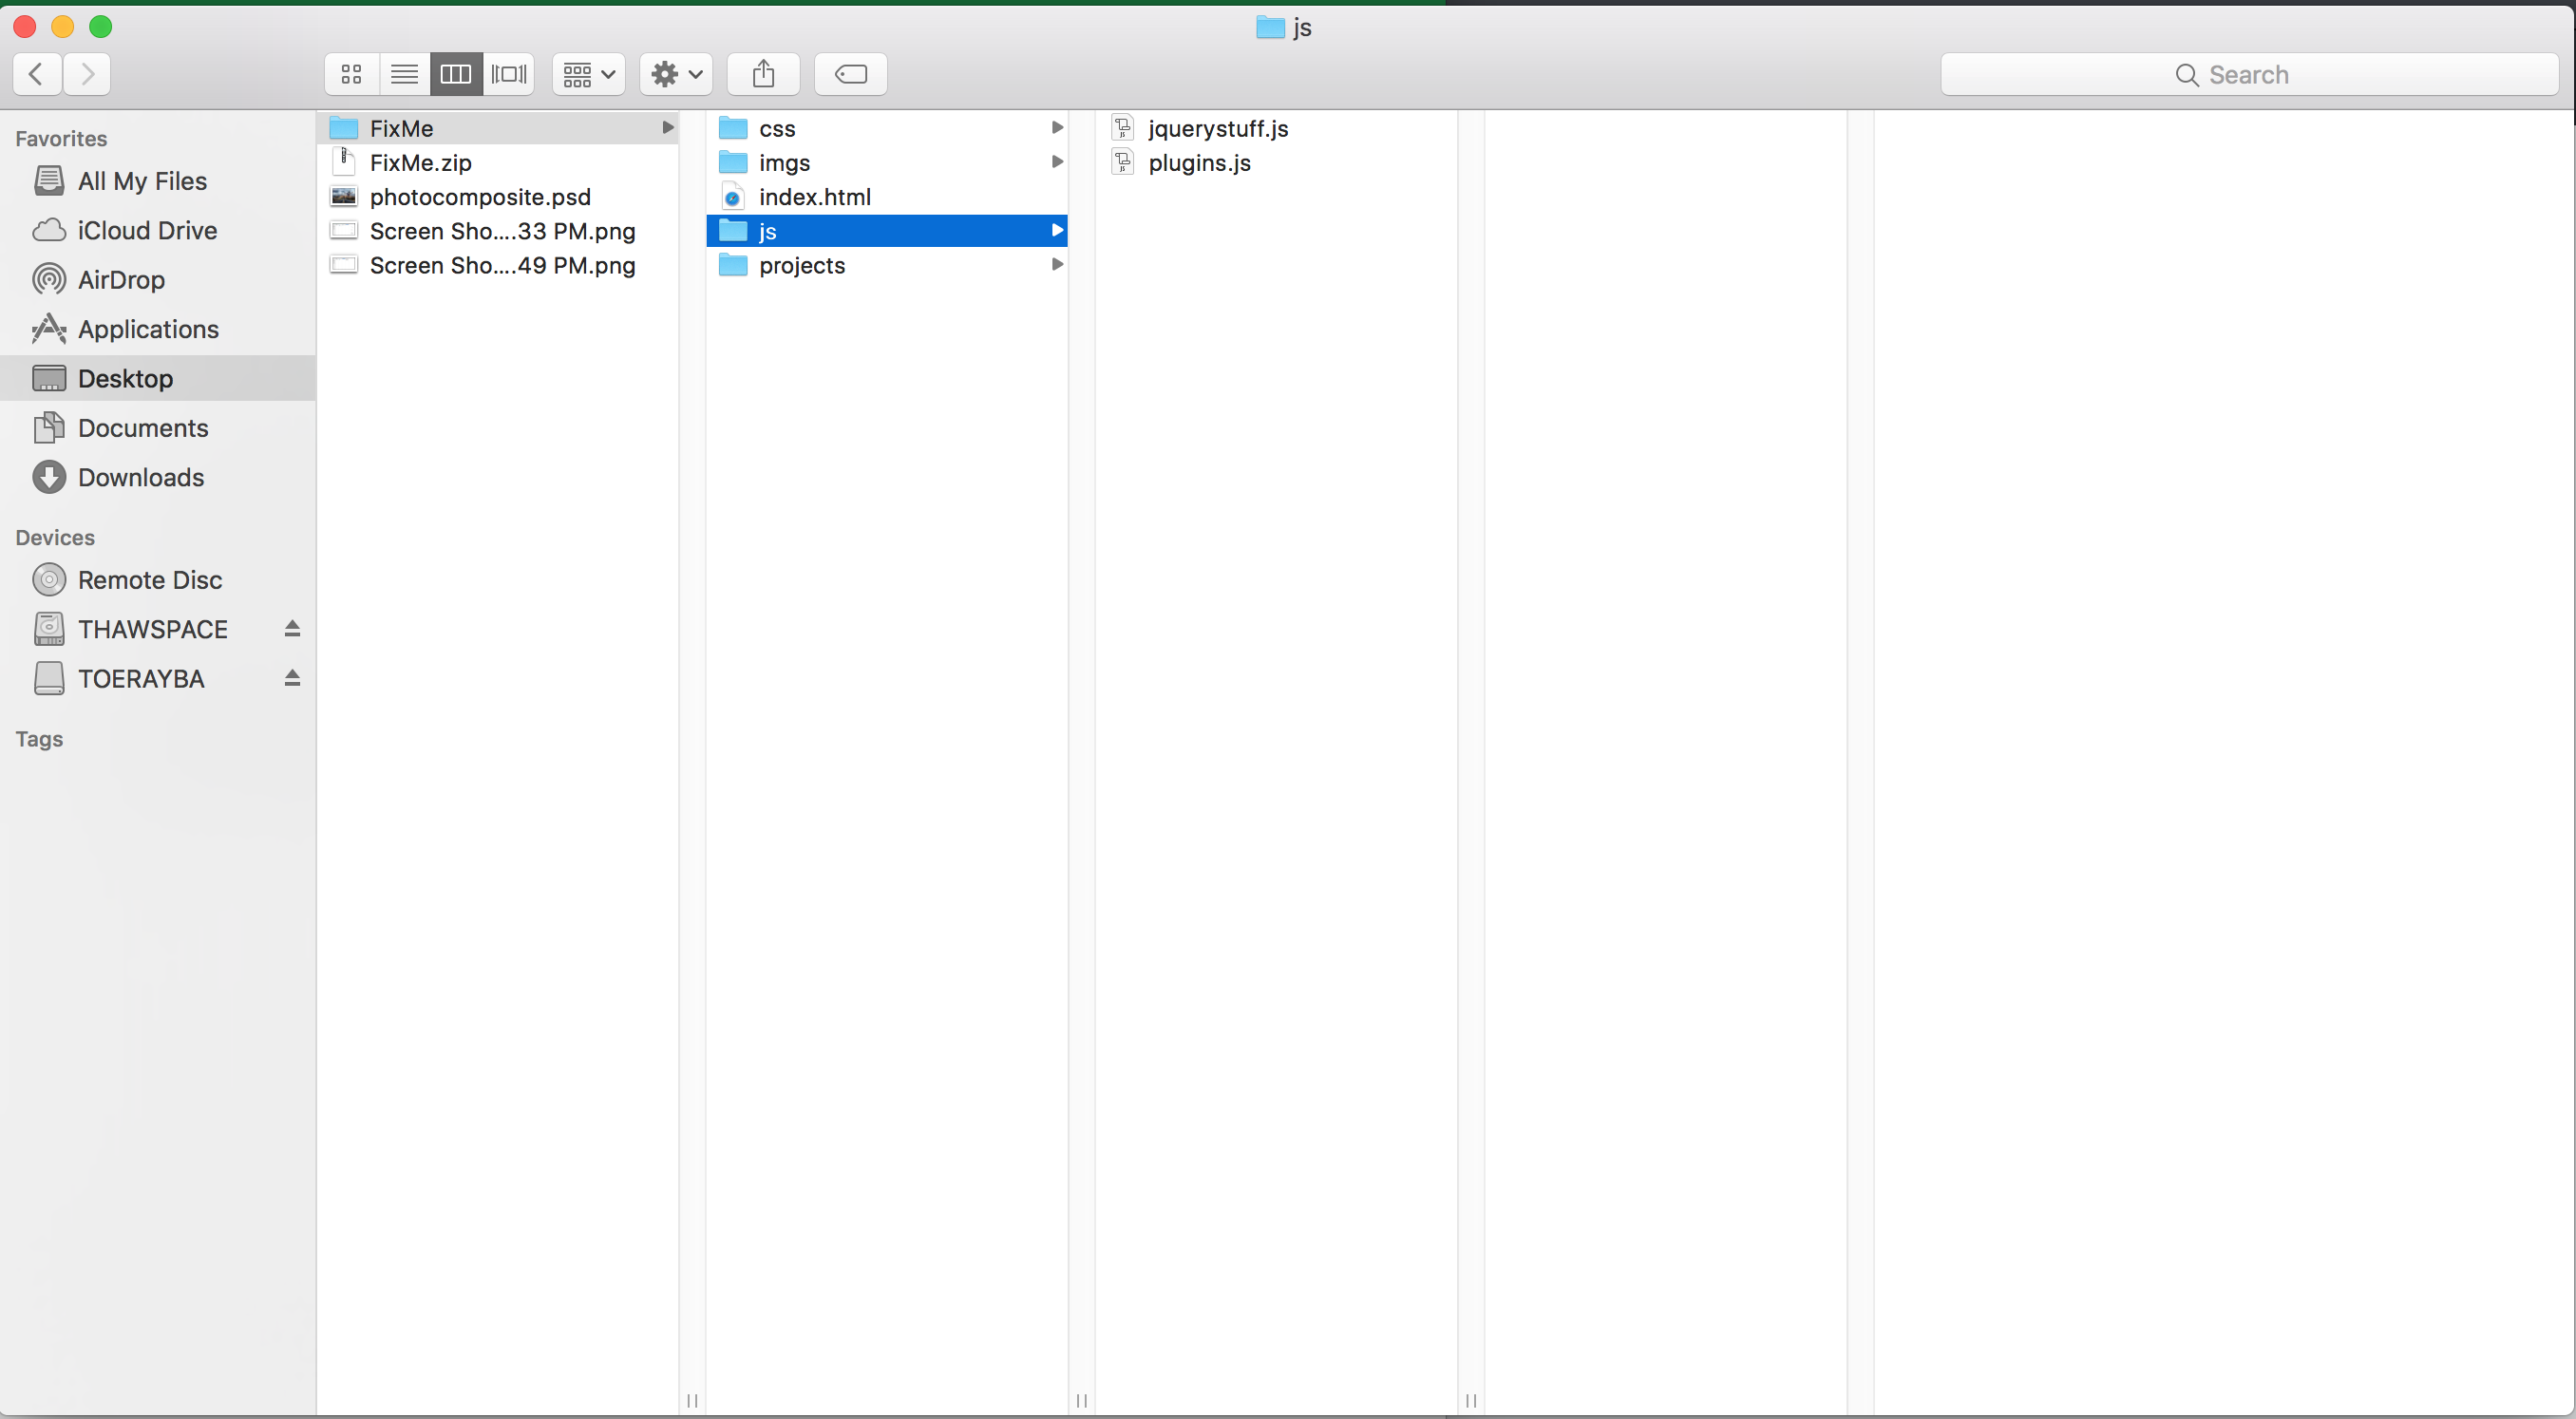 js
Search
Favorites
All My Files
iCloud Drive
AirDrop
Applications
Desktop
Documents
Downloads
Devices
Remote Disc
THAWSPACE
TOERAYBA
Tags
FixMe
FixMe.zip
photocomposite.psd
Screen Sho....33 PM.png
Screen Sho....49 PM.png
css
imgs
index.html
js
projects
jquerystuff.js
plugins.js